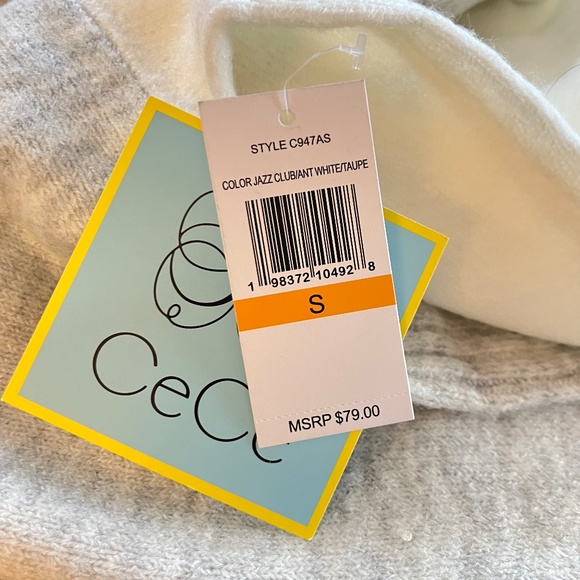 STYLE C947AS
COLOR JAZZ CLUB/ANT WHITE/TAUPE
1 98372 10492 8
S
MSRP $79.00
CeCe